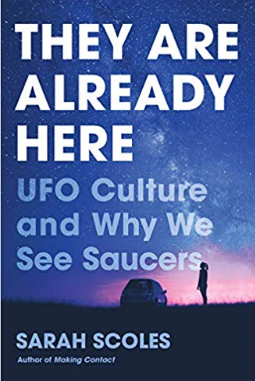 THEY ARE
ALREADY
HERE
UFO Culture
and Why We
See Saucers
SARAH SCOLES
Author of Making Contact